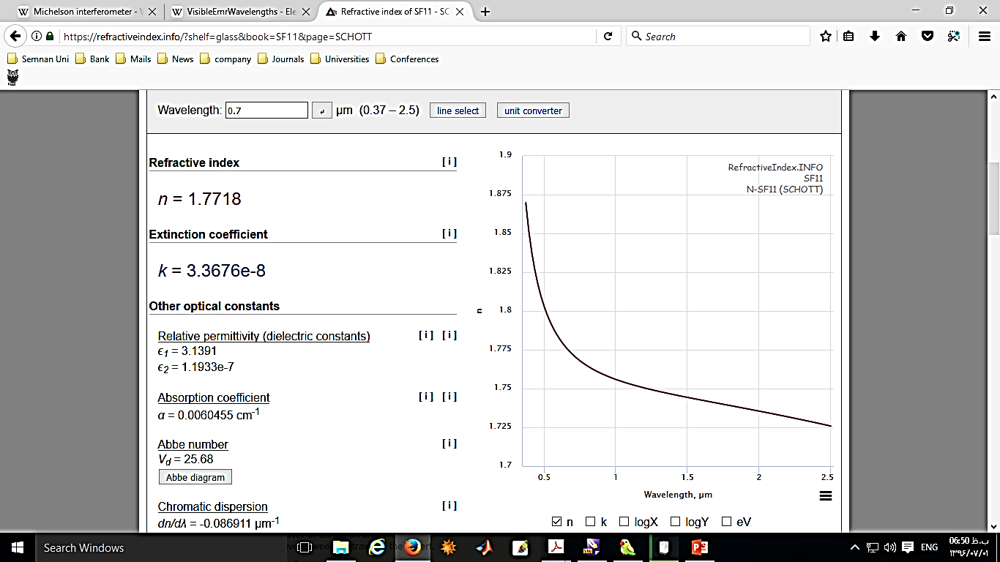 Michelson interferometer - W
VisibleEmrWavelengths - Ele
Refractive index of SF11 - SC
https://refractiveindex.info/?shelf=glass&book=SF11&page=SCHOTT
Search
Semnan Uni Bank Mails News company Journals Universities Conferences
Wavelength: 0.7 µm (0.37 – 2.5) line select unit converter
Refractive index [ i ]
n = 1.7718
Extinction coefficient [ i ]
k = 3.3676e-8
Other optical constants
Relative permittivity (dielectric constants) [ i ] [ i ]
ϵ1 = 3.1391
ϵ2 = 1.1933e-7
Absorption coefficient [ i ] [ i ]
α = 0.0060455 cm-1
Abbe number [ i ]
Vd = 25.68
Abbe diagram
Chromatic dispersion [ i ]
dn/dλ = -0.086911 µm-1
RefractiveIndex.INFO
SF11
N-SF11 (SCHOTT)
1.9
1.875
1.85
1.825
1.8
1.775
1.75
1.725
1.7
n
0.5 1 1.5 2 2.5
Wavelength, µm
n k logX logY eV
Search Windows
ENG
06:50 ب.ظ
۱۳۹۶/۰۷/۰۱